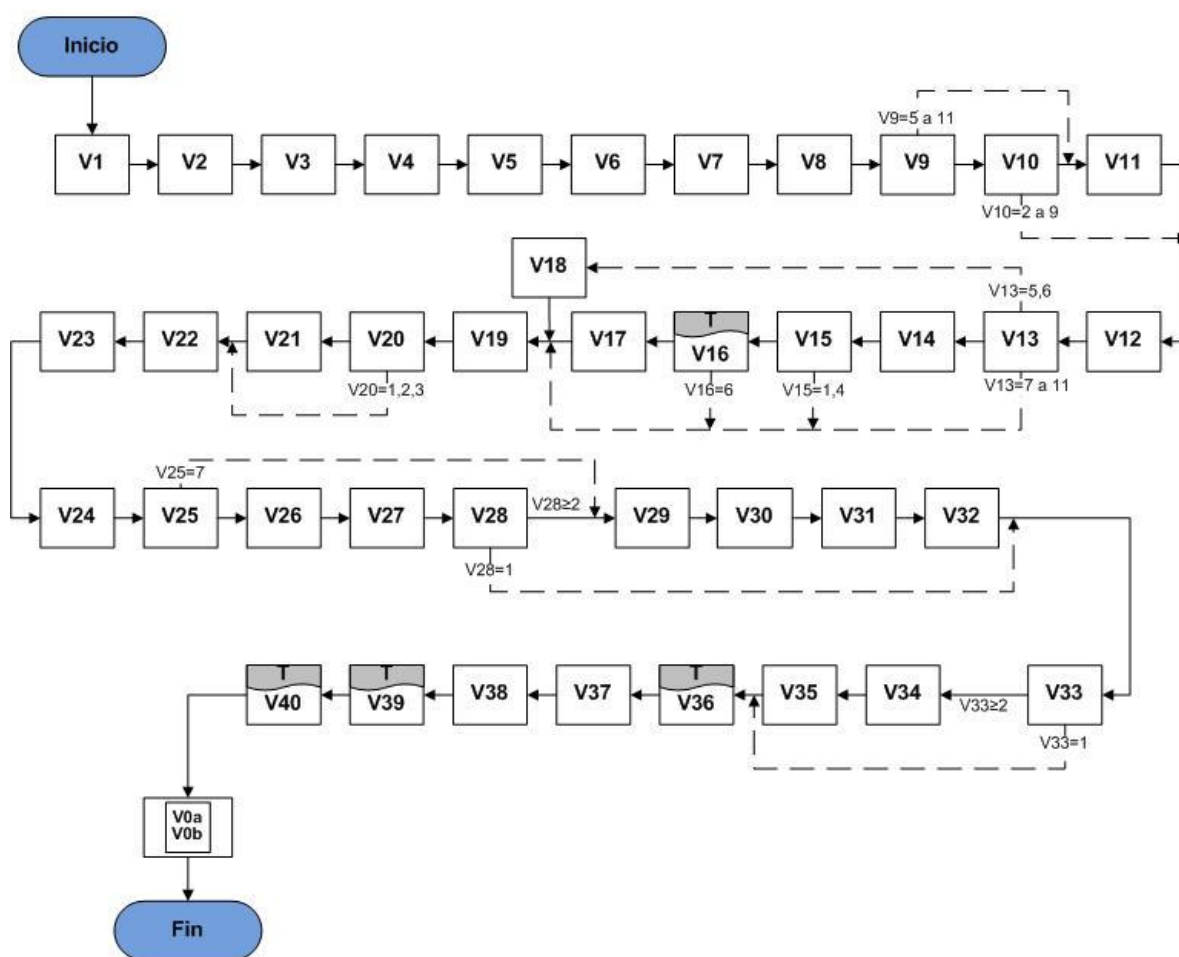 Inicio
V9=5 a 11
V1 V2 V3 V4 V5 V6 V7 V8 V9 V10 V11
V10=2 a 9
V18
V13=5,6
T
V23 V22 V21 V20 V19 V17 V16 V15 V14 V13 V12
V20=1,2,3 V16=6 V15=1,4 V13=7 a 11
V25=7
V28≥2
V24 V25 V26 V27 V28 V29 V30 V31 V32
V28=1
T T T
V40 V39 V38 V37 V36 V35 V34 V33
V33≥2
V33=1
V0a
V0b
Fin